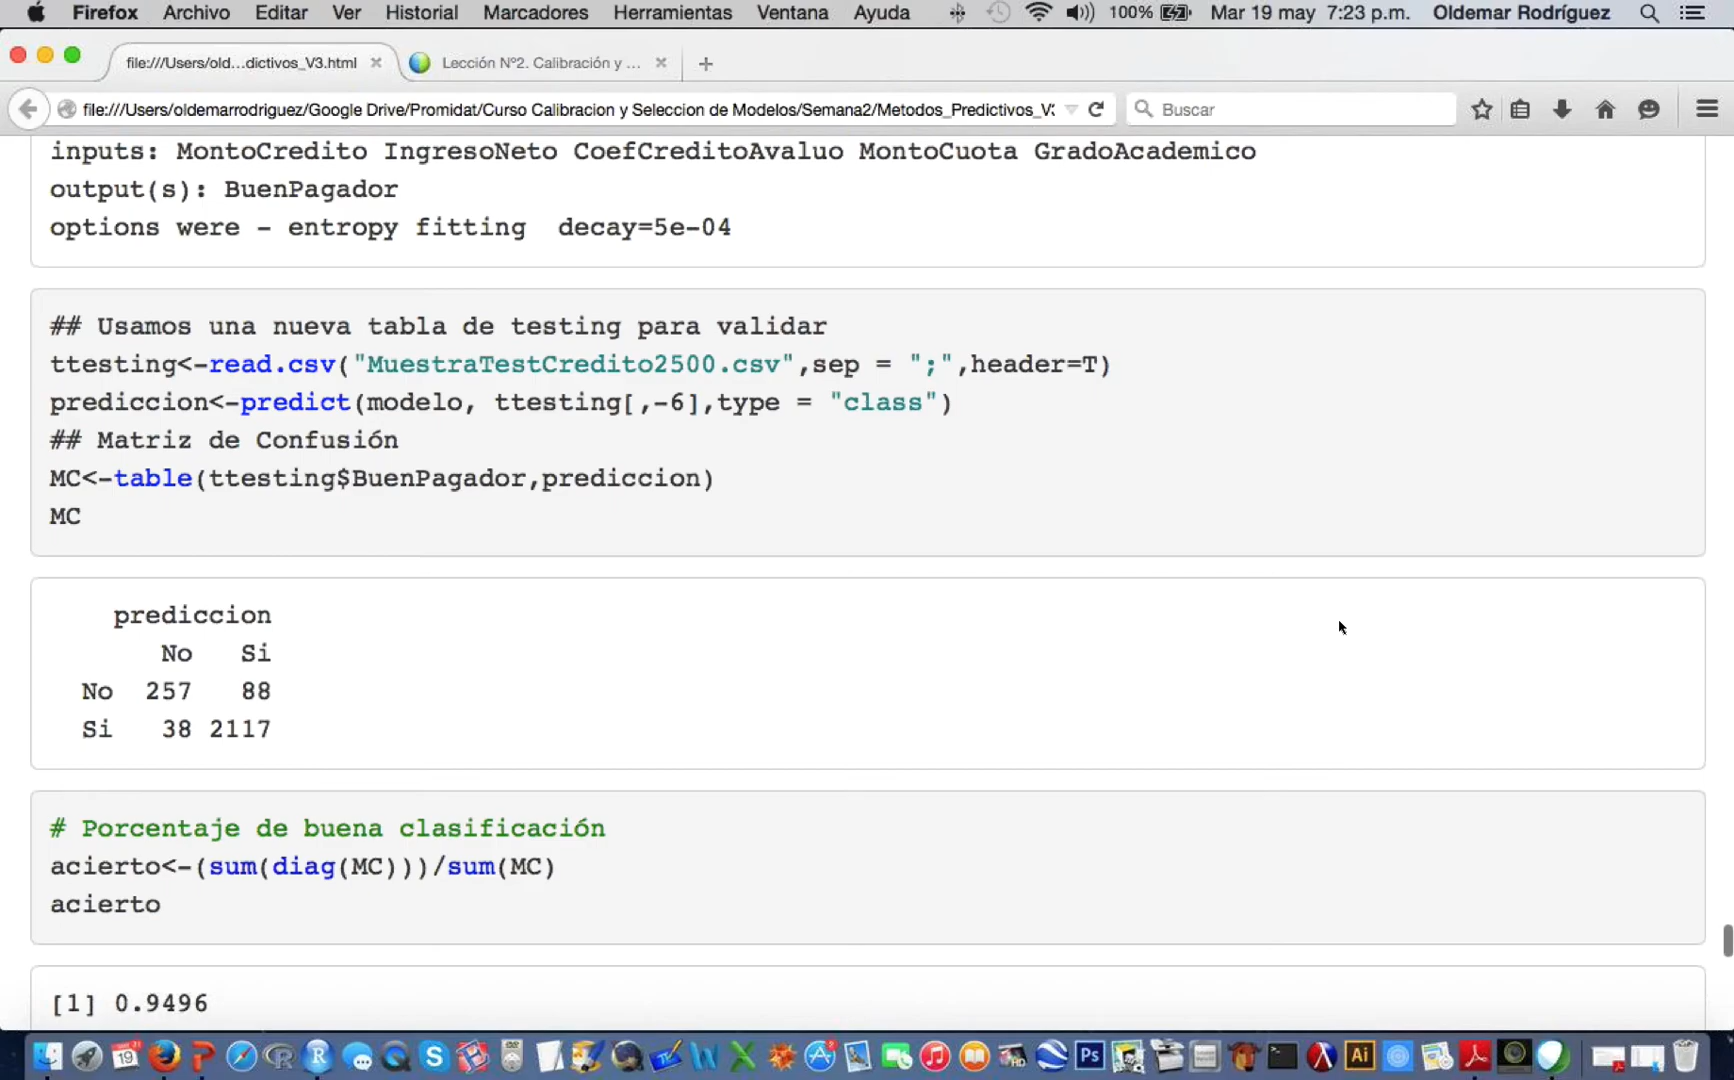 Firefox Archivo Editar Ver Historial Marcadores Herramientas Ventana Ayuda 100% Mar 19 may 7:23 p.m. Oldemar Rodríguez
file:///Users/old...dictivos_V3.html Lección Nº2. Calibración y ...
file:///Users/oldemarrodriguez/Google Drive/Promidat/Curso Calibracion y Seleccion de Modelos/Semana2/Metodos_Predictivos_V: Buscar
inputs: MontoCredito IngresoNeto CoefCreditoAvaluo MontoCuota GradoAcademico
output(s): BuenPagador
options were - entropy fitting  decay=5e-04
## Usamos una nueva tabla de testing para validar
ttesting<-read.csv("MuestraTestCredito2500.csv",sep = ";",header=T)
prediccion<-predict(modelo, ttesting[,-6],type = "class")
## Matriz de Confusión
MC<-table(ttesting$BuenPagador,prediccion)
MC
prediccion
No Si
No 257 88
Si 38 2117
# Porcentaje de buena clasificación
acierto<-(sum(diag(MC)))/sum(MC)
acierto
[1] 0.9496